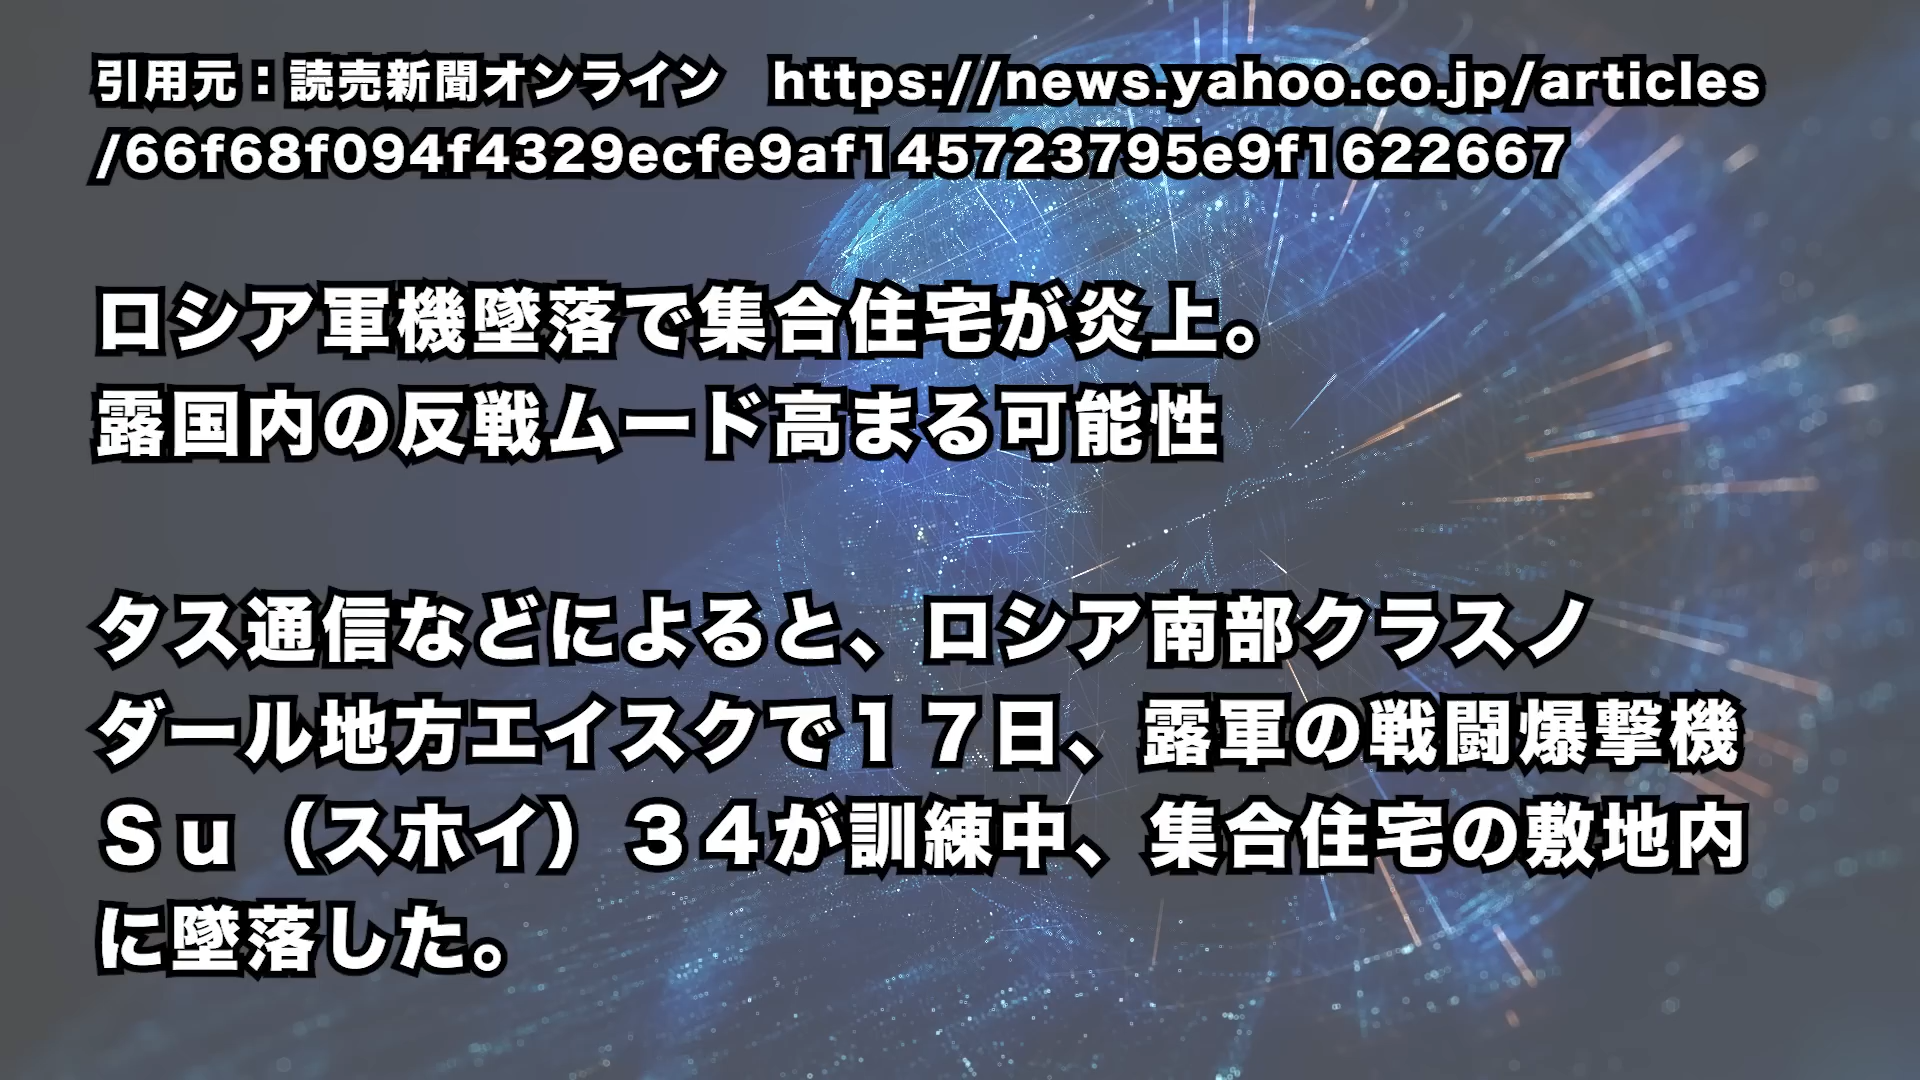 引用元：読売新聞オンライン　https://news.yahoo.co.jp/articles
/66f68f094f4329ecfe9af145723795e9f1622667
ロシア軍機墜落で集合住宅が炎上。
露国内の反戦ムード高まる可能性
タス通信などによると、ロシア南部クラスノ
ダール地方エイスクで１７日、露軍の戦闘爆撃機
Ｓｕ（スホイ）３４が訓練中、集合住宅の敷地内
に墜落した。